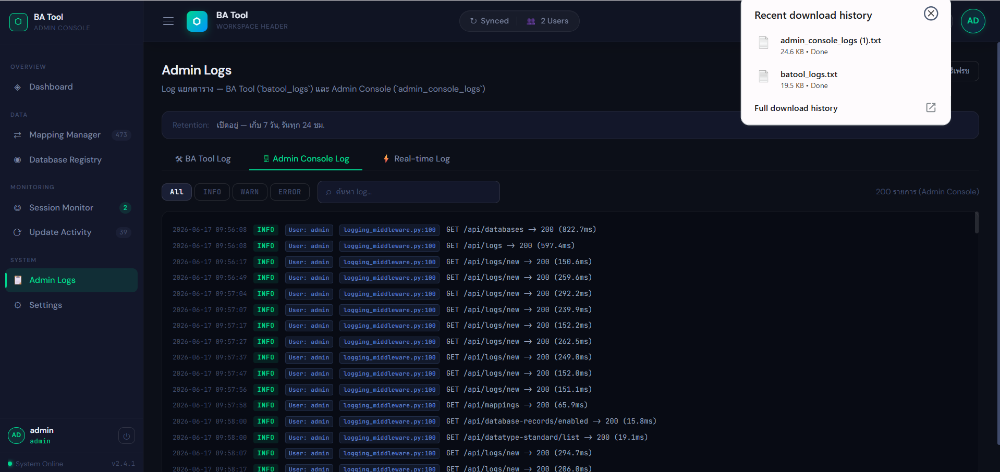 BA Tool
ADMIN CONSOLE
OVERVIEW
Dashboard
DATA
Mapping Manager 473
Database Registry
MONITORING
Session Monitor 2
Update Activity 39
SYSTEM
Admin Logs
Settings
AD admin
admin
System Online v2.4.1
BA Tool
WORKSPACE HEADER
Synced 2 Users
AD
Recent download history
admin_console_logs (1).txt
24.6 KB • Done
batool_logs.txt
19.5 KB • Done
Full download history
Admin Logs
Log แยกตาราง — BA Tool (`batool_logs`) และ Admin Console (`admin_console_logs`)
รีเฟรช
Retention: เปิดอยู่ — เก็บ 7 วัน, รันทุก 24 ชม.
BA Tool Log Admin Console Log Real-time Log
All INFO WARN ERROR ค้นหา log... 200 รายการ (Admin Console)
2026-06-17 09:56:08 INFO User: admin logging_middleware.py:100 GET /api/databases → 200 (822.7ms)
2026-06-17 09:56:08 INFO User: admin logging_middleware.py:100 GET /api/logs → 200 (597.4ms)
2026-06-17 09:56:17 INFO User: admin logging_middleware.py:100 GET /api/logs/new → 200 (150.6ms)
2026-06-17 09:56:49 INFO User: admin logging_middleware.py:100 GET /api/logs/new → 200 (259.6ms)
2026-06-17 09:57:04 INFO User: admin logging_middleware.py:100 GET /api/logs/new → 200 (292.2ms)
2026-06-17 09:57:07 INFO User: admin logging_middleware.py:100 GET /api/logs/new → 200 (239.9ms)
2026-06-17 09:57:17 INFO User: admin logging_middleware.py:100 GET /api/logs/new → 200 (152.2ms)
2026-06-17 09:57:27 INFO User: admin logging_middleware.py:100 GET /api/logs/new → 200 (262.5ms)
2026-06-17 09:57:37 INFO User: admin logging_middleware.py:100 GET /api/logs/new → 200 (249.0ms)
2026-06-17 09:57:47 INFO User: admin logging_middleware.py:100 GET /api/logs/new → 200 (152.0ms)
2026-06-17 09:57:56 INFO User: admin logging_middleware.py:100 GET /api/logs/new → 200 (151.1ms)
2026-06-17 09:57:58 INFO User: admin logging_middleware.py:100 GET /api/mappings → 200 (65.9ms)
2026-06-17 09:58:00 INFO User: admin logging_middleware.py:100 GET /api/database-records/enabled → 200 (15.8ms)
2026-06-17 09:58:00 INFO User: admin logging_middleware.py:100 GET /api/datatype-standard/list → 200 (19.1ms)
2026-06-17 09:58:07 INFO User: admin logging_middleware.py:100 GET /api/logs/new → 200 (294.7ms)
2026-06-17 09:58:17 INFO User: admin logging_middleware.py:100 GET /api/logs/new → 200 (206.0ms)